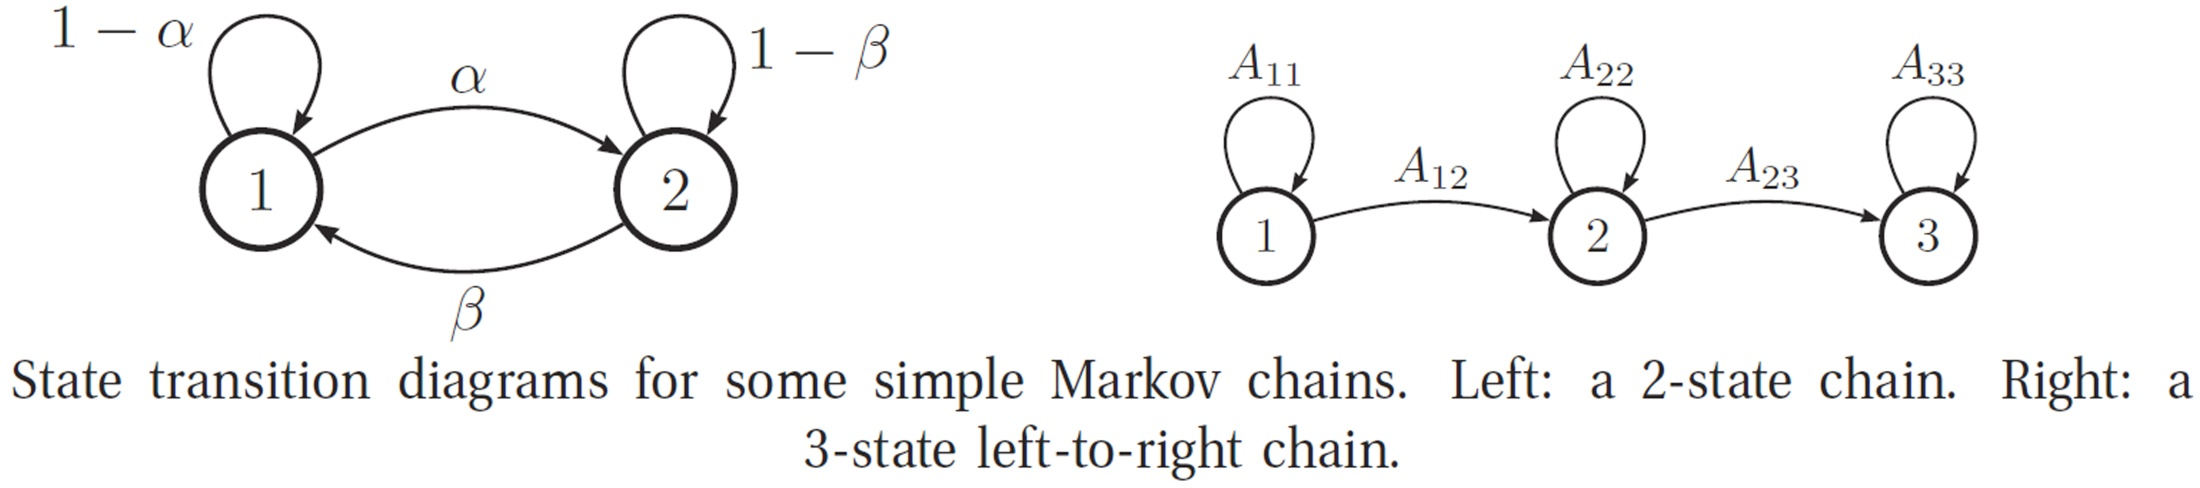 1 − α
α
1 − β
1
2
β
A₁₁
A₂₂
A₃₃
A₁₂
A₂₃
1
2
3
State transition diagrams for some simple Markov chains. Left: a 2-state chain. Right: a
3-state left-to-right chain.